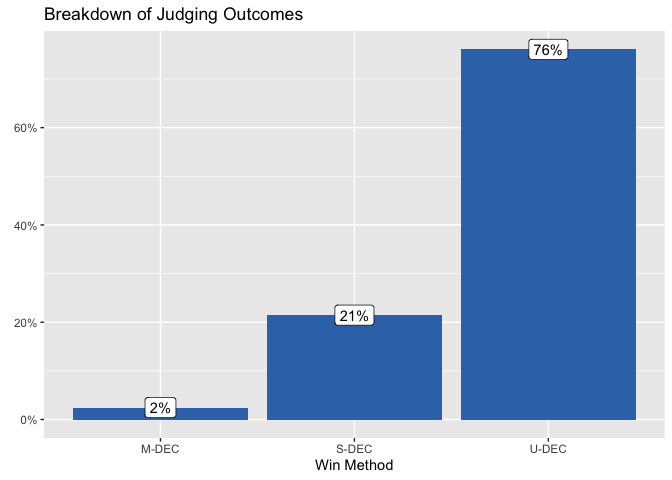 Breakdown of Judging Outcomes
76%
60%
40%
21%
20%
2%
0%
M-DEC S-DEC U-DEC
Win Method